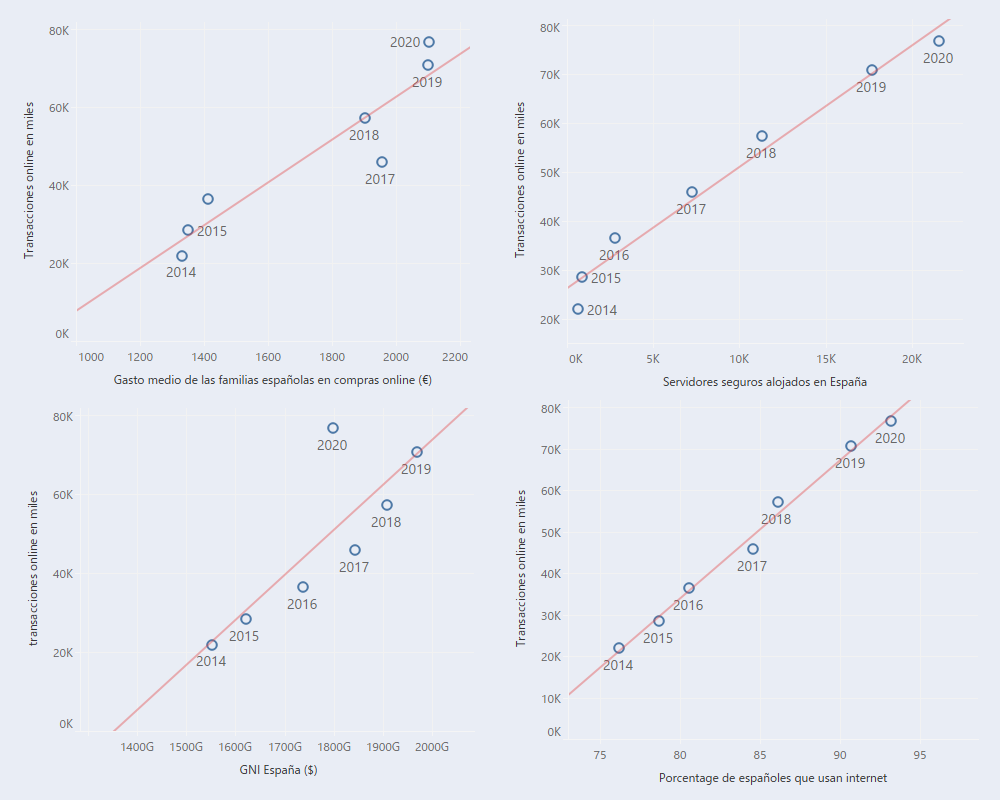 80K
60K
40K
20K
0K
Transacciones online en miles
2020
2019
2018
2017
2015
2014
1000 1200 1400 1600 1800 2000 2200
Gasto medio de las familias españolas en compras online (€)
80K
70K
60K
50K
40K
30K
20K
Transacciones online en miles
2020
2019
2018
2017
2016
2015
2014
0K 5K 10K 15K 20K
Servidores seguros alojados en España
80K
60K
40K
20K
0K
transacciones online en miles
2020
2019
2018
2017
2016
2015
2014
1400G 1500G 1600G 1700G 1800G 1900G 2000G
GNI España ($)
80K
70K
60K
50K
40K
30K
20K
10K
0K
Transacciones online en miles
2020
2019
2018
2017
2016
2015
2014
75 80 85 90 95
Porcentage de españoles que usan internet